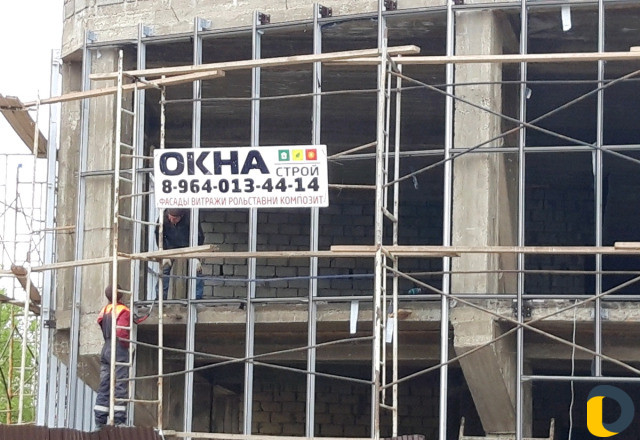 ОКНА
СТРОЙ
8-964-013-44-14
ФАСАДЫ ВИТРАЖИ РОЛЬСТАВНИ КОМПОЗИТ